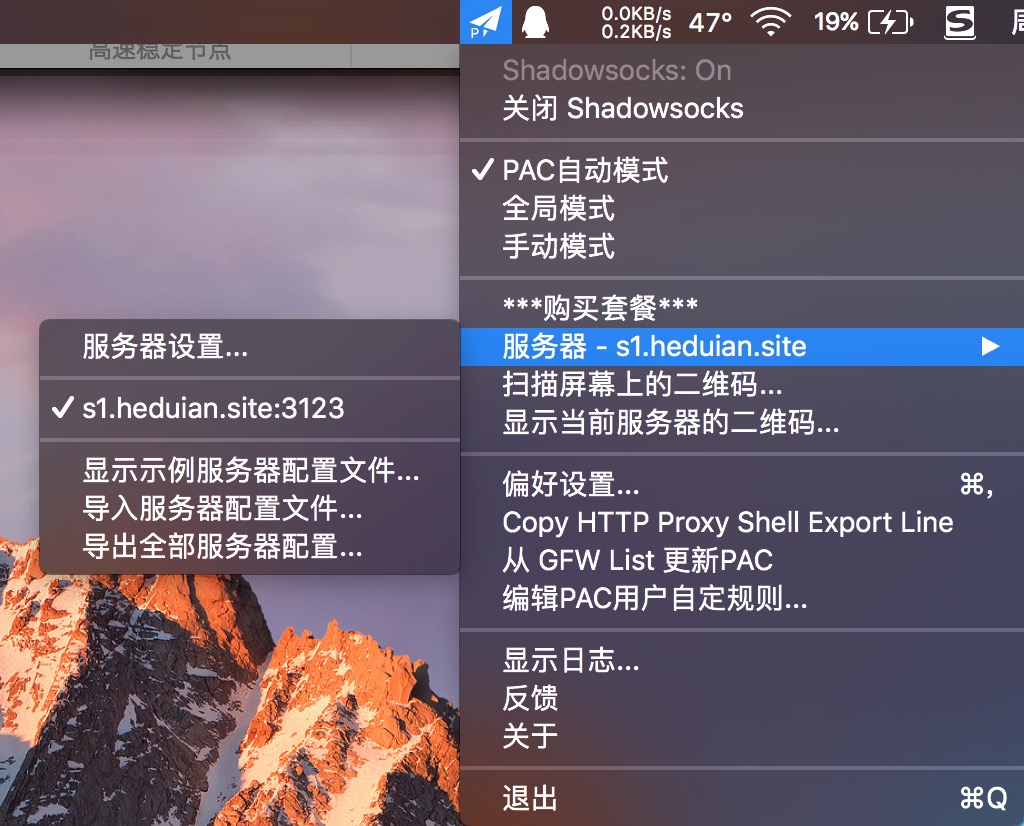 0.0KB/s
0.2KB/s
47°
19%
高速稳定节点
Shadowsocks: On
关闭 Shadowsocks
PAC自动模式
全局模式
手动模式
***购买套餐***
服务器 - s1.heduian.site
扫描屏幕上的二维码...
显示当前服务器的二维码...
偏好设置... ⌘,
Copy HTTP Proxy Shell Export Line
从 GFW List 更新PAC
编辑PAC用户自定规则...
显示日志...
反馈
关于
退出 ⌘Q
服务器设置...
s1.heduian.site:3123
显示示例服务器配置文件...
导入服务器配置文件...
导出全部服务器配置...